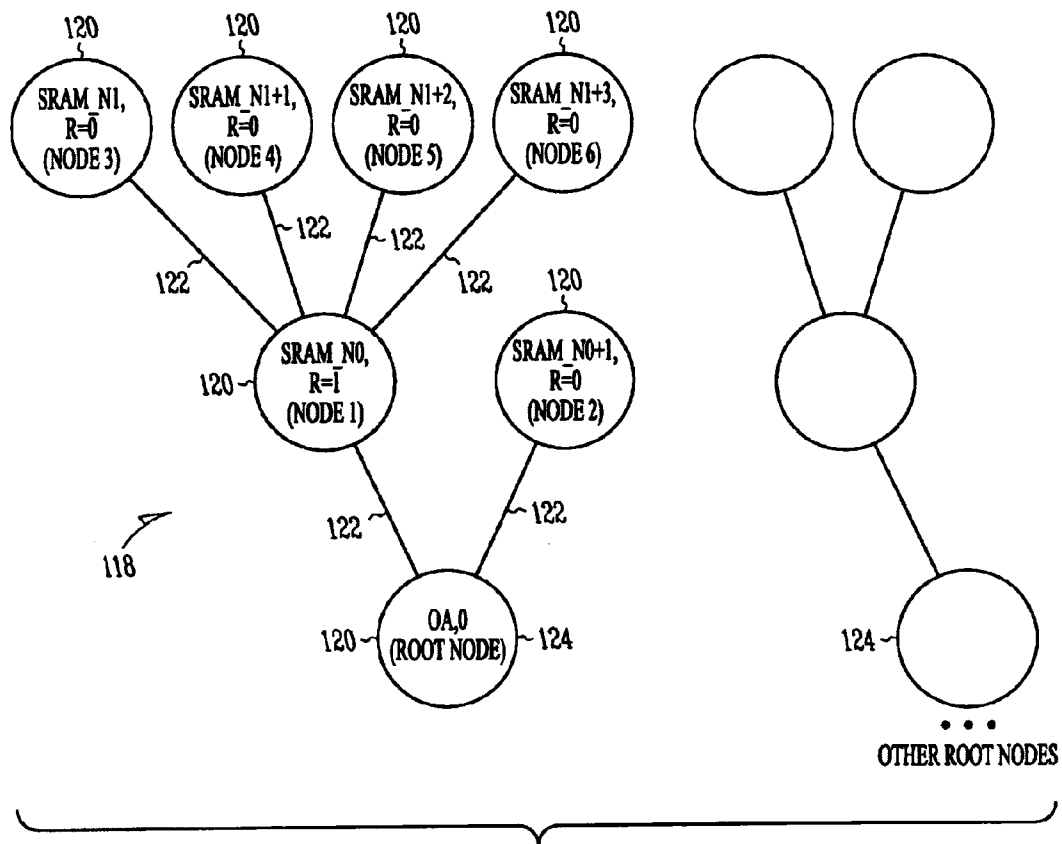 120 120 120 120
SRAM_N1, SRAM_N1+1, SRAM_N1+2, SRAM_N1+3,
R=0 R=0 R=0 R=0
(NODE 3) (NODE 4) (NODE 5) (NODE 6)
122 122 122 122
120
SRAM_N0, SRAM_N0+1,
120 R=1 R=0
(NODE 1) (NODE 2)
122 122
118
OA,0
120 (ROOT NODE) 124 124
• • •
OTHER ROOT NODES